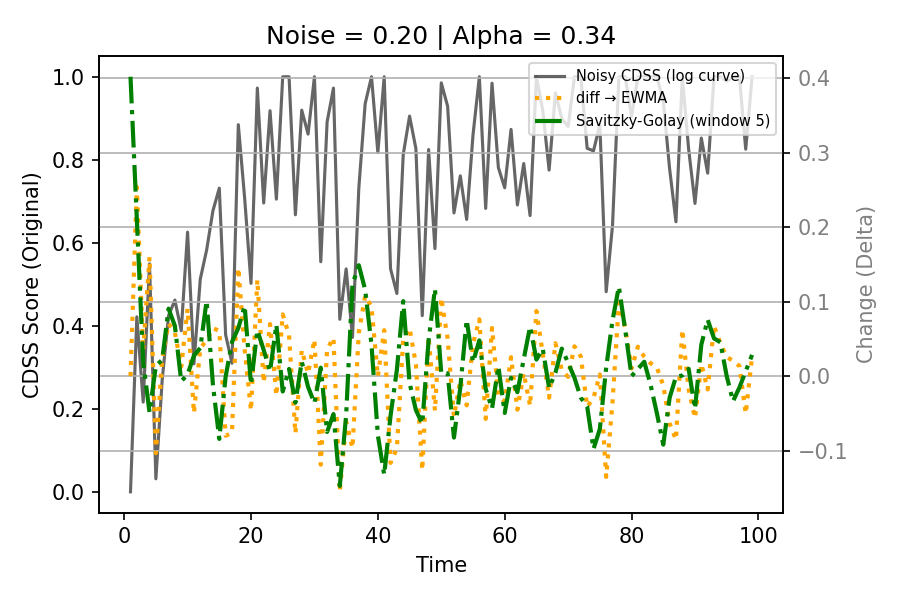 Noise = 0.20 | Alpha = 0.34
Noisy CDSS (log curve)
diff → EWMA
Savitzky-Golay (window 5)
CDSS Score (Original)
1.0
0.8
0.6
0.4
0.2
0.0
0.4
0.3
0.2
0.1
0.0
−0.1
Change (Delta)
0 20 40 60 80 100
Time